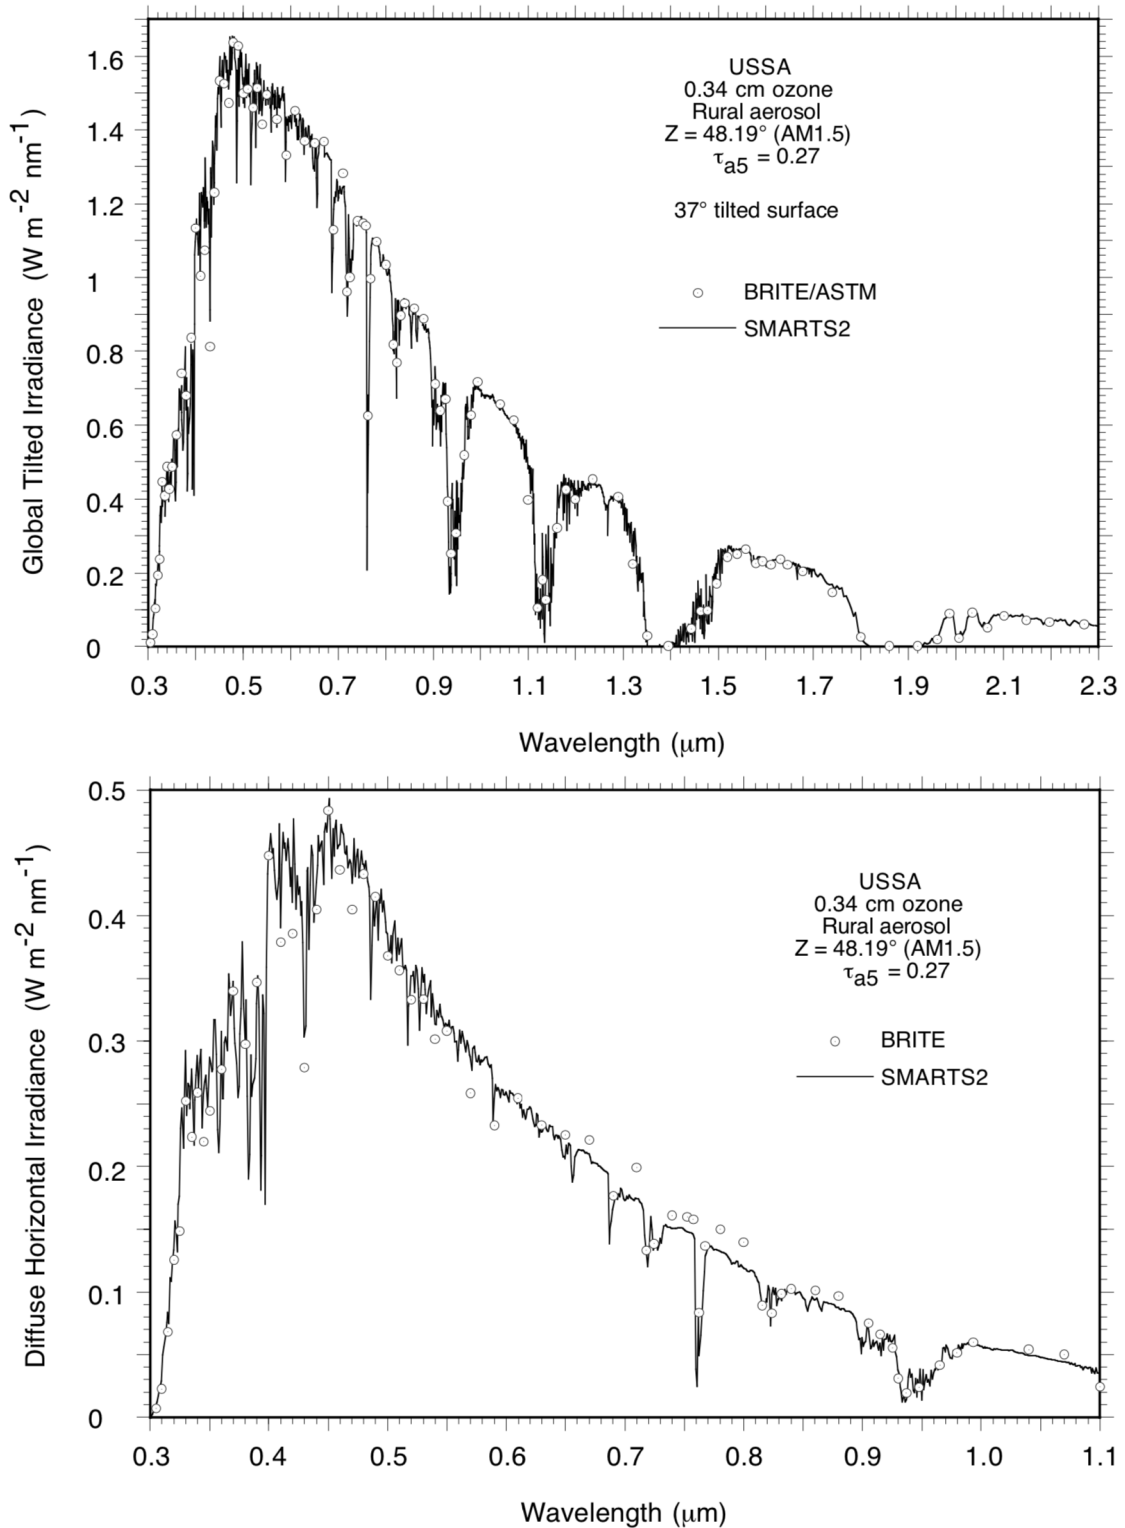 Global Tilted Irradiance (W m-2 nm-1)
1.6
1.4
1.2
1
0.8
0.6
0.4
0.2
0
USSA
0.34 cm ozone
Rural aerosol
Z = 48.19° (AM1.5)
τa5 = 0.27
37° tilted surface
BRITE/ASTM
SMARTS2
0.3 0.5 0.7 0.9 1.1 1.3 1.5 1.7 1.9 2.1 2.3
Wavelength (μm)
Diffuse Horizontal Irradiance (W m-2 nm-1)
0.5
0.4
0.3
0.2
0.1
0
USSA
0.34 cm ozone
Rural aerosol
Z = 48.19° (AM1.5)
τa5 = 0.27
BRITE
SMARTS2
0.3 0.4 0.5 0.6 0.7 0.8 0.9 1.0 1.1
Wavelength (μm)